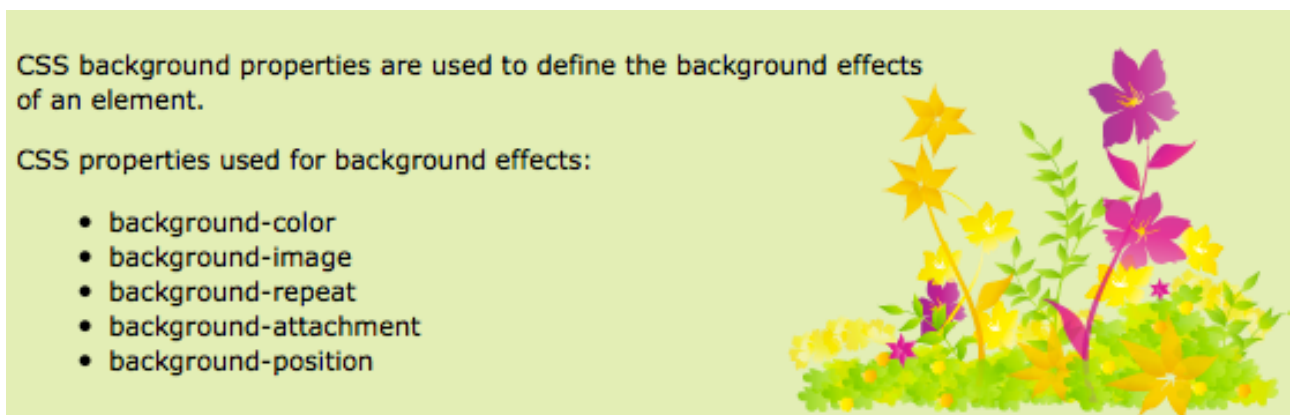 CSS background properties are used to define the background effects
of an element.
CSS properties used for background effects:
• background-color
• background-image
• background-repeat
• background-attachment
• background-position